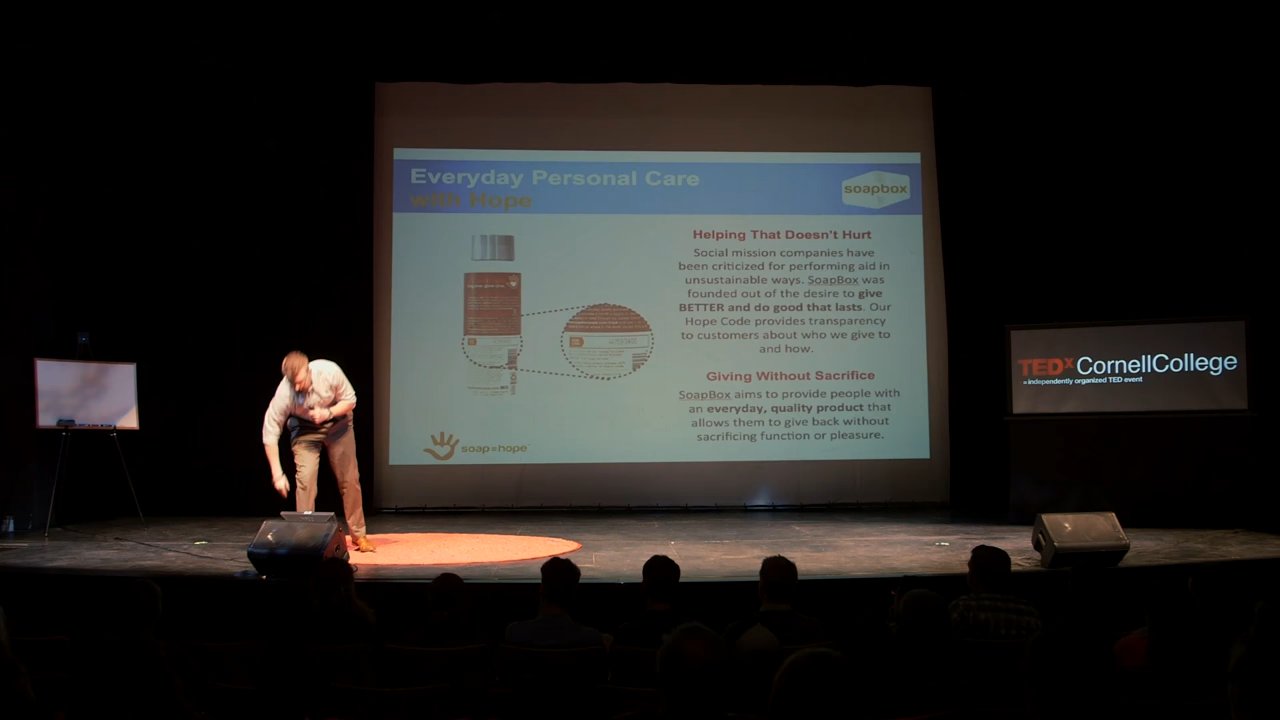 Everyday Personal Care
with Hope
soapbox
Helping That Doesn't Hurt
Social mission companies have
been criticized for performing aid in
unsustainable ways. SoapBox was
founded out of the desire to give
BETTER and do good that lasts. Our
Hope Code provides transparency
to customers about who we give to
and how.
Giving Without Sacrifice
SoapBox aims to provide people with
an everyday, quality product that
allows them to give back without
sacrificing function or pleasure.
soap=hope
TEDx CornellCollege
= independently organized TED event